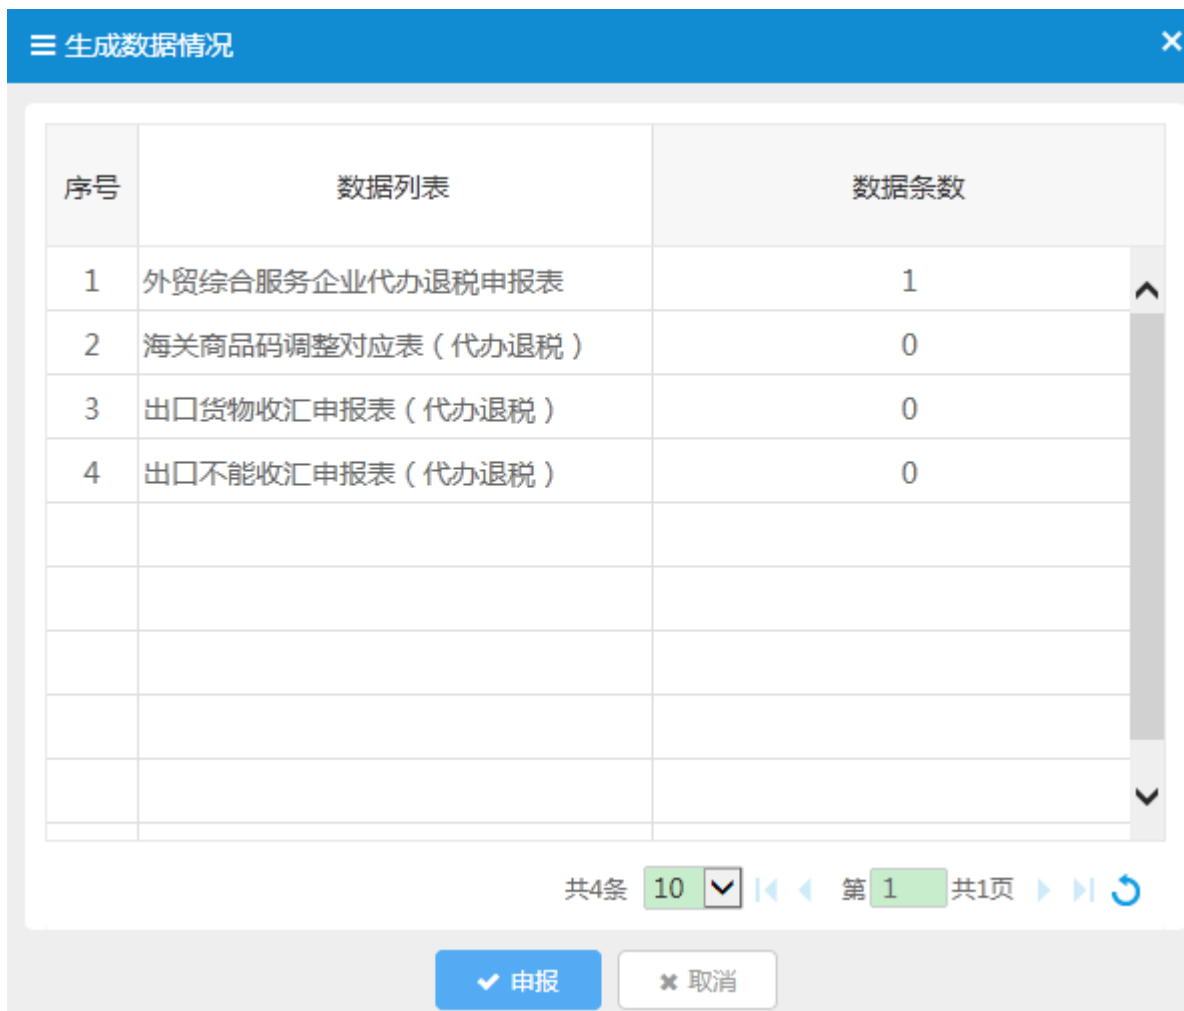 生成数据情况
序号 数据列表 数据条数
1 外贸综合服务企业代办退税申报表 1
2 海关商品码调整对应表（代办退税） 0
3 出口货物收汇申报表（代办退税） 0
4 出口不能收汇申报表（代办退税） 0
共4条 10 第 1 共1页
申报 取消